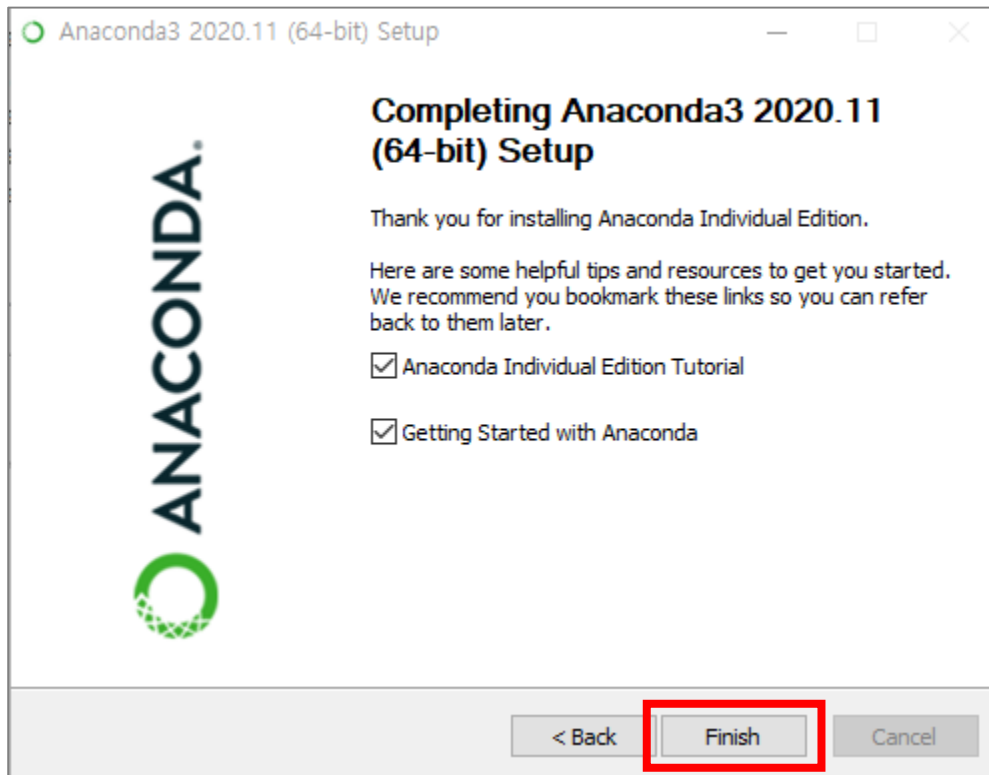 Anaconda3 2020.11 (64-bit) Setup
Completing Anaconda3 2020.11
(64-bit) Setup
Thank you for installing Anaconda Individual Edition.
Here are some helpful tips and resources to get you started.
We recommend you bookmark these links so you can refer
back to them later.
Anaconda Individual Edition Tutorial
Getting Started with Anaconda
ANACONDA.
< Back
Finish
Cancel